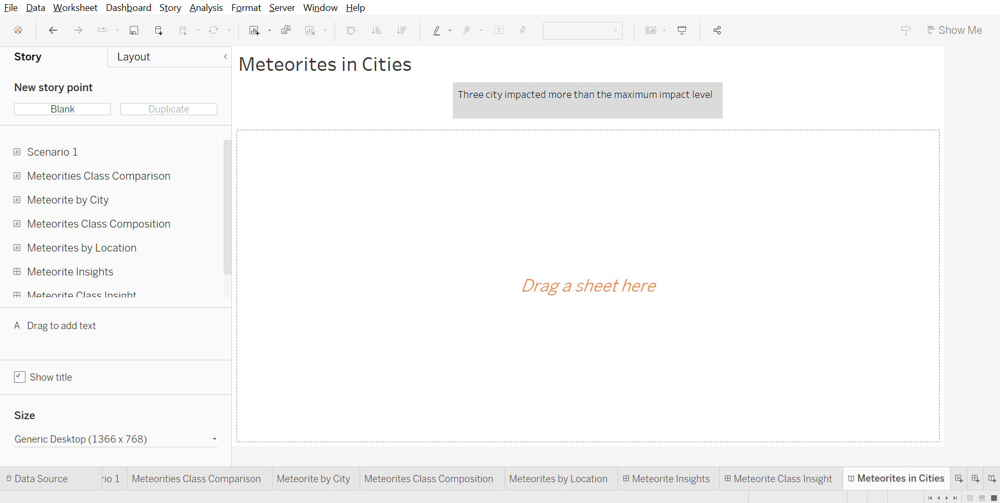 File Data Worksheet Dashboard Story Analysis Format Server Window Help
Show Me
Story Layout
New story point
Blank Duplicate
Scenario 1
Meteorities Class Comparison
Meteorite by City
Meteorites Class Composition
Meteorites by Location
Meteorite Insights
Meteorite Class Insight
A Drag to add text
Show title
Size
Generic Desktop (1366 x 768)
Meteorites in Cities
Three city impacted more than the maximum impact level
Drag a sheet here
Data Source rio 1 Meteorities Class Comparison Meteorite by City Meteorites Class Composition Meteorites by Location Meteorite Insights Meteorite Class Insight Meteorites in Cities